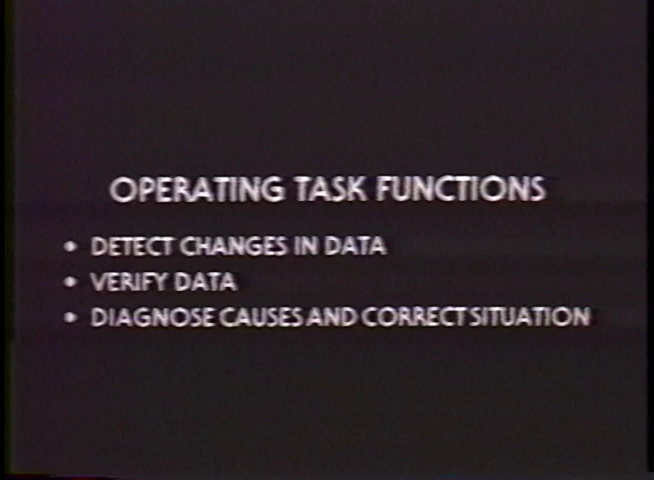 OPERATING TASK FUNCTIONS
• DETECT CHANGES IN DATA
• VERIFY DATA
• DIAGNOSE CAUSES AND CORRECT SITUATION